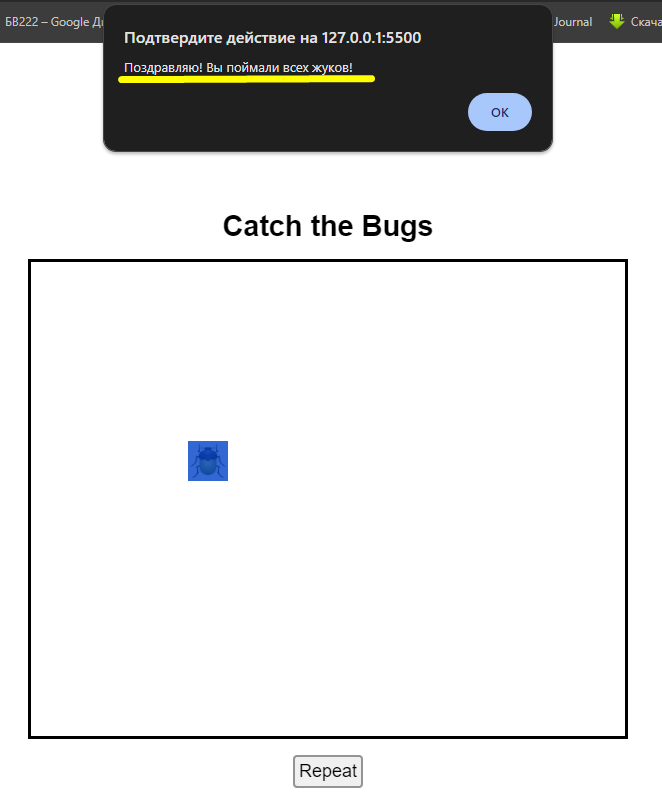 БВ222 – Google Ди
Journal
Скача
Подтвердите действие на 127.0.0.1:5500
Поздравляю! Вы поймали всех жуков!
OK
Catch the Bugs
Repeat